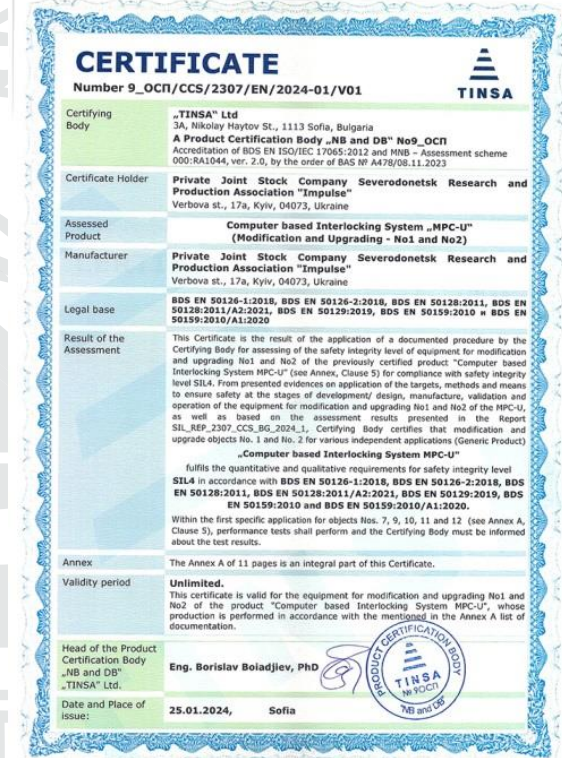 CERTIFICATE
Number 9_ОСП/CCS/2307/EN/2024-01/V01
TINSA
Certifying
Body
„TINSA" Ltd
3A, Nikolay Haytov St., 1113 Sofia, Bulgaria
A Product Certification Body „NB and DB" No9_ОСП
Accreditation of BDS EN ISO/IEC 17065:2012 and MNB – Assessment scheme
000:RA1044, ver. 2.0, by the order of BAS № A478/08.11.2023
Certificate Holder
Private Joint Stock Company Severodonetsk Research and
Production Association "Impulse"
Verbova st., 17a, Kyiv, 04073, Ukraine
Assessed
Product
Computer based Interlocking System „MPC-U"
(Modification and Upgrading - No1 and No2)
Manufacturer
Private Joint Stock Company Severodonetsk Research and
Production Association "Impulse"
Verbova st., 17a, Kyiv, 04073, Ukraine
Legal base
BDS EN 50126-1:2018, BDS EN 50126-2:2018, BDS EN 50128:2011, BDS EN
50128:2011/A2:2021, BDS EN 50129:2019, BDS EN 50159:2010 и BDS EN
50159:2010/A1:2020
Result of the
Assessment
This Certificate is the result of the application of a documented procedure by the
Certifying Body for assessing of the safety integrity level of equipment for modification
and upgrading No1 and No2 of the previously certified product "Computer based
Interlocking System MPC-U" (see Annex, Clause 5) for compliance with safety integrity
level SIL4. From presented evidences on application of the targets, methods and means
to ensure safety at the stages of development/ design, manufacture, validation and
operation of the equipment for modification and upgrading No1 and No2 of the MPC-U,
as well as based on the assessment results presented in the Report
SIL_REP_2307_CCS_BG_2024_1, Certifying Body certifies that modification and
upgrade objects No. 1 and No. 2 for various independent applications (Generic Product)
„Computer based Interlocking System MPC-U"
fulfils the quantitative and qualitative requirements for safety integrity level
SIL4 in accordance with BDS EN 50126-1:2018, BDS EN 50126-2:2018, BDS
EN 50128:2011, BDS EN 50128:2011/A2:2021, BDS EN 50129:2019, BDS
EN 50159:2010 and BDS EN 50159:2010/A1:2020.
Within the first specific application for objects Nos. 7, 9, 10, 11 and 12 (see Annex A,
Clause 5), performance tests shall perform and the Certifying Body must be informed
about the test results.
Annex
The Annex A of 11 pages is an integral part of this Certificate.
Validity period
Unlimited.
This certificate is valid for the equipment for modification and upgrading No1 and
No2 of the product "Computer based Interlocking System MPC-U", whose
production is performed in accordance with the mentioned in the Annex A list of
documentation.
Head of the Product
Certification Body
„NB and DB"
„TINSA" Ltd.
Eng. Borislav Boiadjiev, PhD
PRODUCT CERTIFICATION BODY
TINSA
№ 9ОСП
"NB and DB"
Date and Place of
issue:
25.01.2024, Sofia